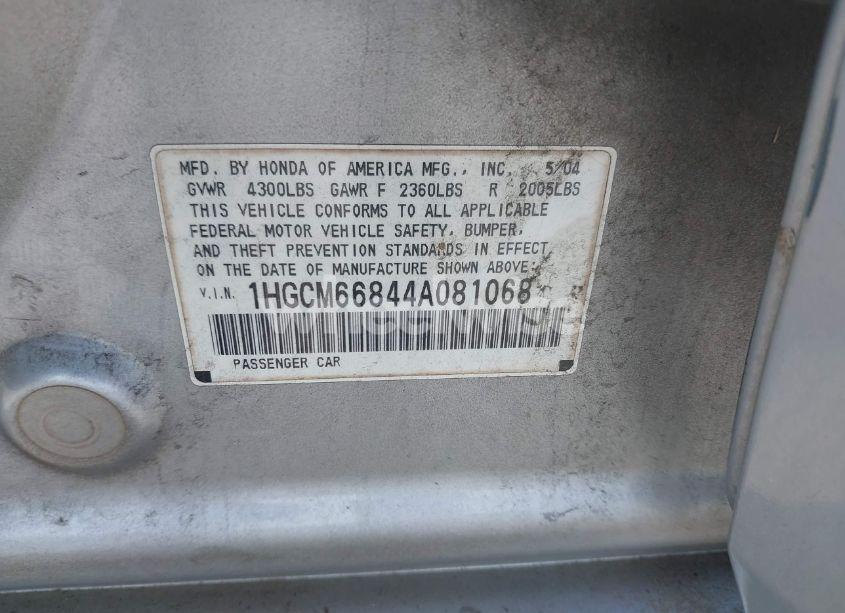 MFD. BY HONDA OF AMERICA MFG., INC. 5/04
GVWR 4300LBS GAWR F 2360LBS R 2005LBS
THIS VEHICLE CONFORMS TO ALL APPLICABLE
FEDERAL MOTOR VEHICLE SAFETY, BUMPER,
AND THEFT PREVENTION STANDARDS IN EFFECT
ON THE DATE OF MANUFACTURE SHOWN ABOVE.
V.I.N. 1HGCM66844A081068
PASSENGER CAR